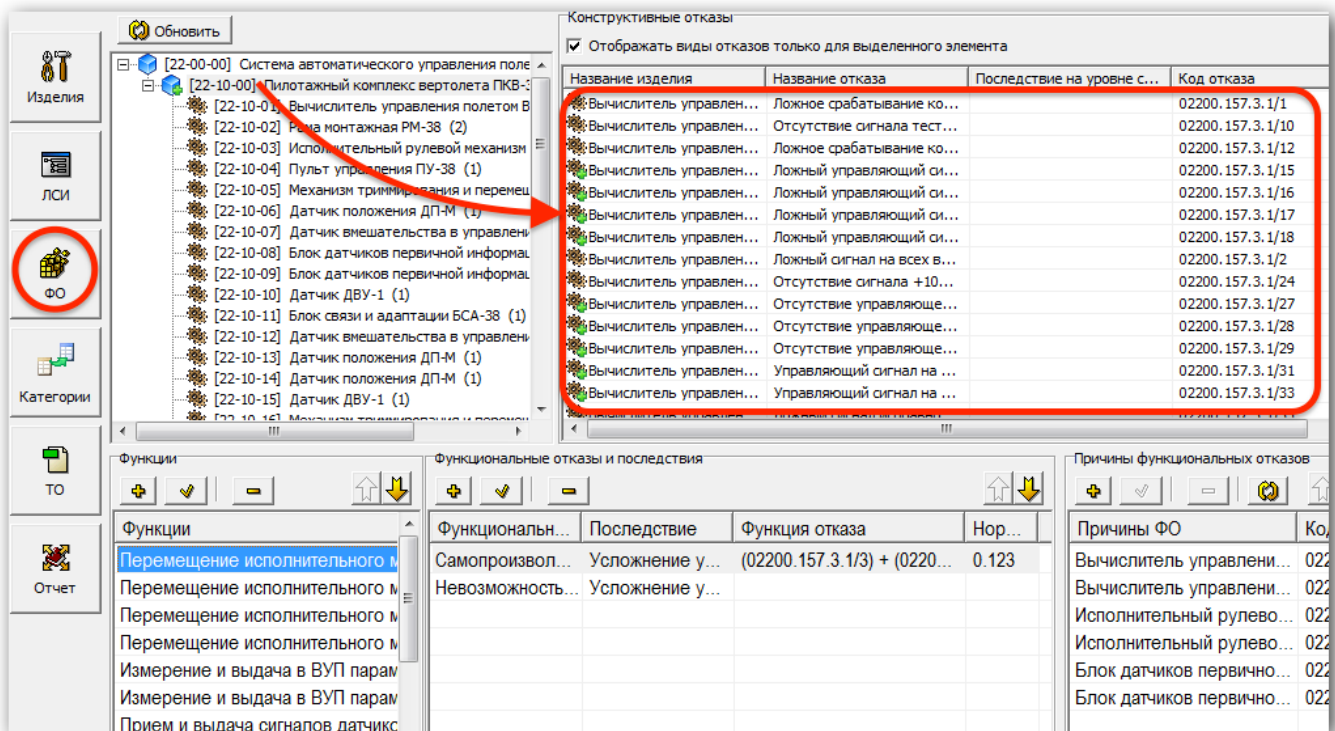 Изделия
ЛСИ
ФО
Категории
ТО
Отчет
Обновить
[22-00-00] Система автоматического управления поле
[22-10-00] Пилотажный комплекс вертолета ПКВ-3
[22-10-01] Вычислитель управления полетом В
[22-10-02] Рама монтажная РМ-38 (2)
[22-10-03] Исполнительный рулевой механизм
[22-10-04] Пульт управления ПУ-38 (1)
[22-10-05] Механизм триммирования и перемещ
[22-10-06] Датчик положения ДП-М (1)
[22-10-07] Датчик вмешательства в управлени
[22-10-08] Блок датчиков первичной информац
[22-10-09] Блок датчиков первичной информац
[22-10-10] Датчик ДВУ-1 (1)
[22-10-11] Блок связи и адаптации БСА-38 (1)
[22-10-12] Датчик вмешательства в управлени
[22-10-13] Датчик положения ДП-М (1)
[22-10-14] Датчик положения ДП-М (1)
[22-10-15] Датчик ДВУ-1 (1)
[22-10-16] Механизм триммирования и перемещ
Конструктивные отказы
Отображать виды отказов только для выделенного элемента
Название изделия Название отказа Последствие на уровне с... Код отказа
Вычислитель управлен... Ложное срабатывание ко... 02200.157.3.1/1
Вычислитель управлен... Отсутствие сигнала тест... 02200.157.3.1/10
Вычислитель управлен... Ложное срабатывание ко... 02200.157.3.1/12
Вычислитель управлен... Ложный управляющий си... 02200.157.3.1/15
Вычислитель управлен... Ложный управляющий си... 02200.157.3.1/16
Вычислитель управлен... Ложный управляющий си... 02200.157.3.1/17
Вычислитель управлен... Ложный управляющий си... 02200.157.3.1/18
Вычислитель управлен... Ложный сигнал на всех в... 02200.157.3.1/2
Вычислитель управлен... Отсутствие сигнала +10... 02200.157.3.1/24
Вычислитель управлен... Отсутствие управляюще... 02200.157.3.1/27
Вычислитель управлен... Отсутствие управляюще... 02200.157.3.1/28
Вычислитель управлен... Отсутствие управляюще... 02200.157.3.1/29
Вычислитель управлен... Управляющий сигнал на ... 02200.157.3.1/31
Вычислитель управлен... Управляющий сигнал на ... 02200.157.3.1/33
Функции
Функции
Перемещение исполнительного м
Перемещение исполнительного м
Перемещение исполнительного м
Перемещение исполнительного м
Измерение и выдача в ВУП парам
Измерение и выдача в ВУП парам
Прием и выдача сигналов датчико
Функциональные отказы и последствия
Функциональн... Последствие Функция отказа Нор...
Самопроизвол... Усложнение у... (02200.157.3.1/3) + (0220... 0.123
Невозможность... Усложнение у...
Причины функциональных отказов
Причины ФО Код
Вычислитель управлени... 022
Вычислитель управлени... 022
Исполнительный рулево... 022
Исполнительный рулево... 022
Блок датчиков первично... 022
Блок датчиков первично... 022